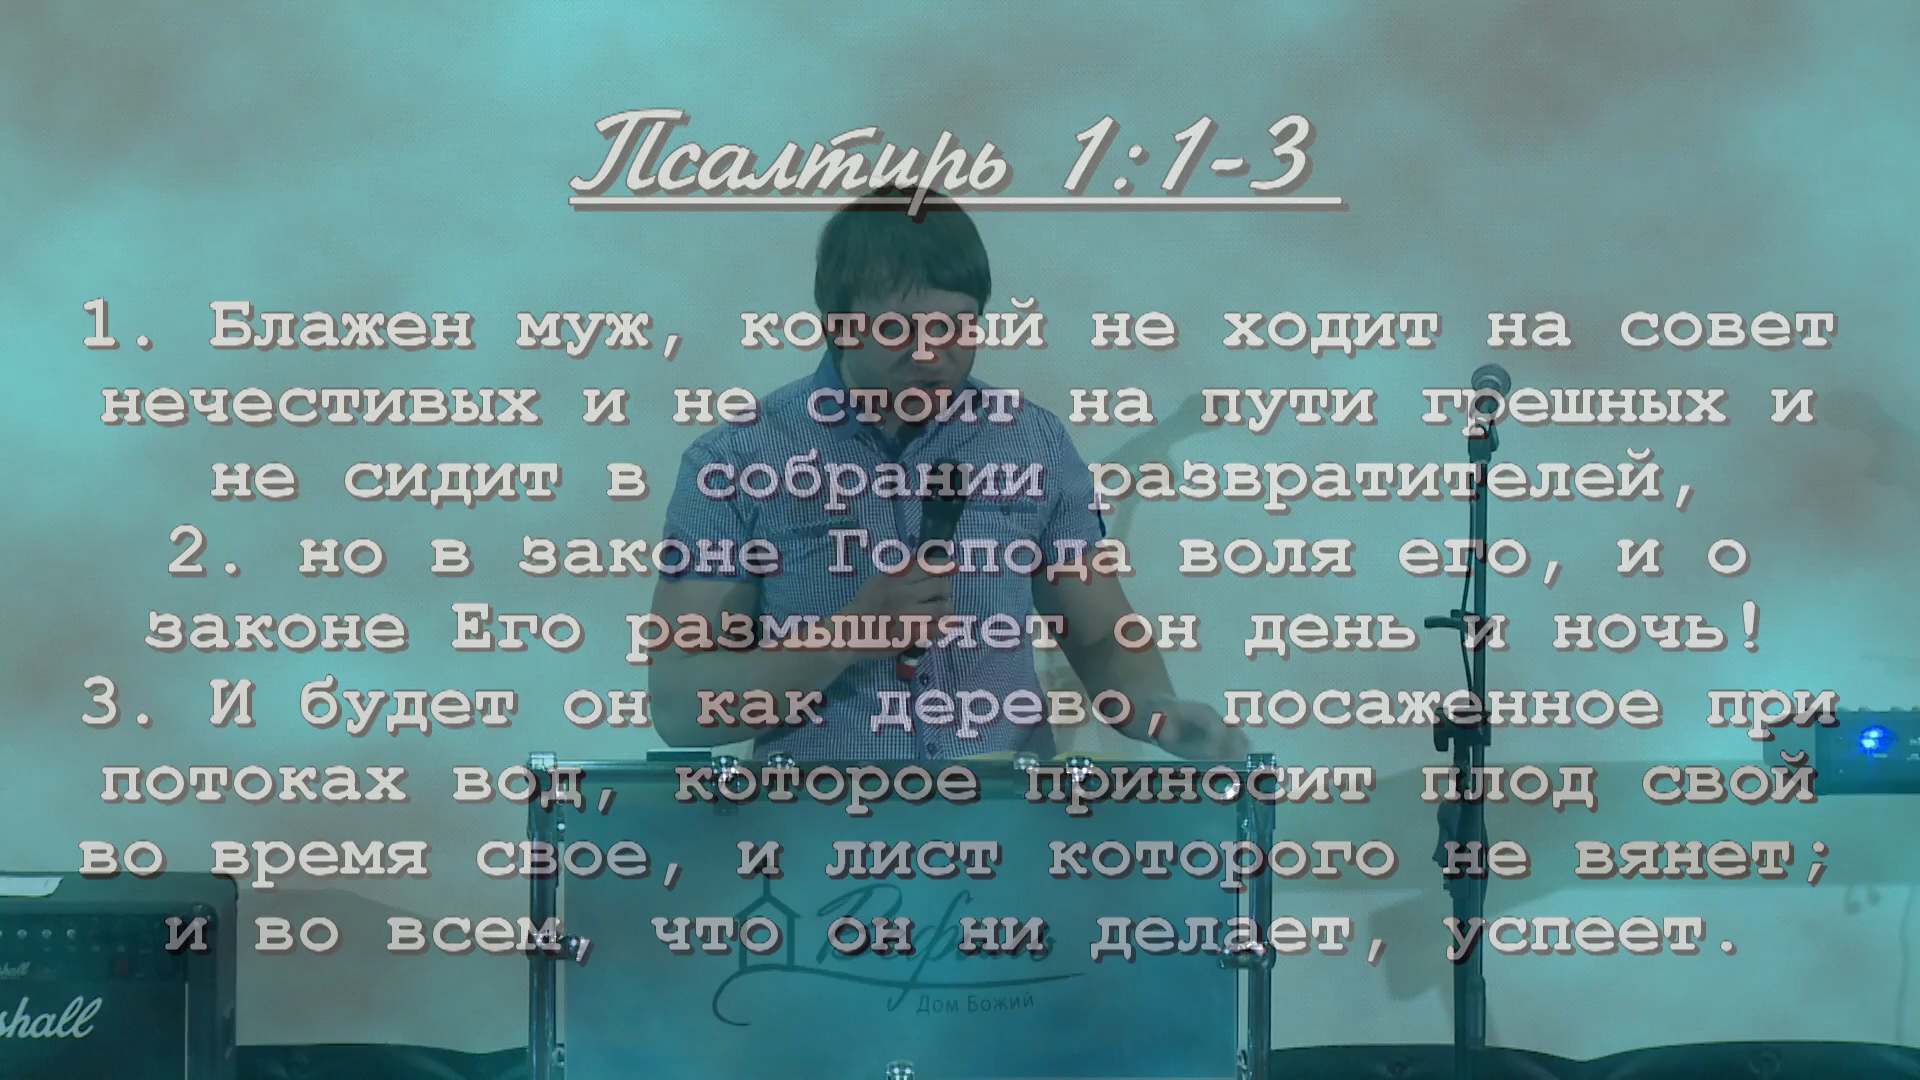 Псалтирь 1:1-3
1. Блажен муж, который не ходит на совет
нечестивых и не стоит на пути грешных и
не сидит в собрании развратителей,
2. но в законе Господа воля его, и о
законе Его размышляет он день и ночь!
3. И будет он как дерево, посаженное при
потоках вод, которое приносит плод свой
во время свое, и лист которого не вянет;
и во всем, что он ни делает, успеет.
Дом Божий
shall